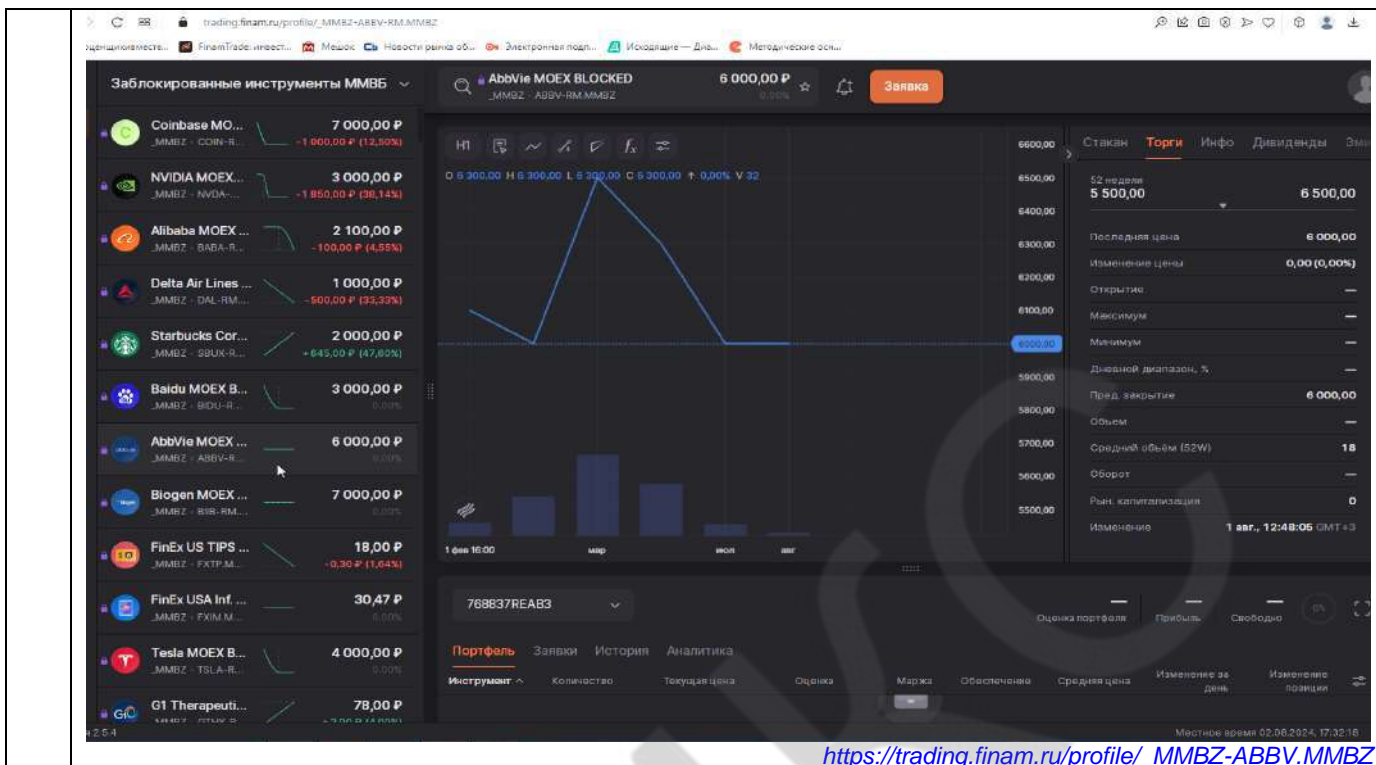 trading.finam.ru/profile/_MMBZ-ABBV-RM.MMBZ
FinamTrade: инвест... Мешок Новости рынка об... Электронная подп... Исходящие — Диа... Методические осн...
Заблокированные инструменты ММВБ
AbbVie MOEX BLOCKED 6 000,00 ₽
_MMBZ · ABBV-RM.MMBZ 0,00%
Заявка
Coinbase MO... 7 000,00 ₽
_MMBZ · COIN-R... -1 000,00 ₽ (12,50%)
NVIDIA MOEX... 3 000,00 ₽
_MMBZ · NVDA-... -1 850,00 ₽ (38,14%)
Alibaba MOEX ... 2 100,00 ₽
_MMBZ · BABA-R... -100,00 ₽ (4,55%)
Delta Air Lines ... 1 000,00 ₽
_MMBZ · DAL-RM.... -500,00 ₽ (33,33%)
Starbucks Cor... 2 000,00 ₽
_MMBZ · SBUX-R... +645,00 ₽ (47,60%)
Baidu MOEX B... 3 000,00 ₽
_MMBZ · BIDU-R... 0,00%
AbbVie MOEX ... 6 000,00 ₽
_MMBZ · ABBV-R... 0,00%
Biogen MOEX ... 7 000,00 ₽
_MMBZ · BIIB-RM.... 0,00%
FinEx US TIPS ... 18,00 ₽
_MMBZ · FXTP.M... -0,30 ₽ (1,64%)
FinEx USA Inf. ... 30,47 ₽
_MMBZ · FXIM.M... 0,00%
Tesla MOEX B... 4 000,00 ₽
_MMBZ · TSLA-R... 0,00%
G1 Therapeuti... 78,00 ₽
2.5.4
H1 fx
O 6 300,00 H 6 300,00 L 6 300,00 C 6 300,00 0,00% V 32
6600,00
6500,00
6400,00
6300,00
6200,00
6100,00
6000,00
5900,00
5800,00
5700,00
5600,00
5500,00
1 фев 16:00 мар июл авг
Стакан Торги Инфо Дивиденды
52 недели
5 500,00 6 500,00
Последняя цена 6 000,00
Изменение цены 0,00 (0,00%)
Открытие —
Максимум —
Минимум —
Дневной диапазон, % —
Пред. закрытие 6 000,00
Объем —
Средний объём (52W) 18
Оборот —
Рын. капитализация 0
Изменение 1 авг., 12:48:05 GMT+3
768837REAB3
— — — 0%
Оценка портфеля Прибыль Свободно
Портфель Заявки История Аналитика
Инструмент Количество Текущая цена Оценка Маржа Обеспечение Средняя цена Изменение за день Изменение позиции
Местное время 02.08.2024, 17:32:18
https://trading.finam.ru/profile/_MMBZ-ABBV.MMBZ